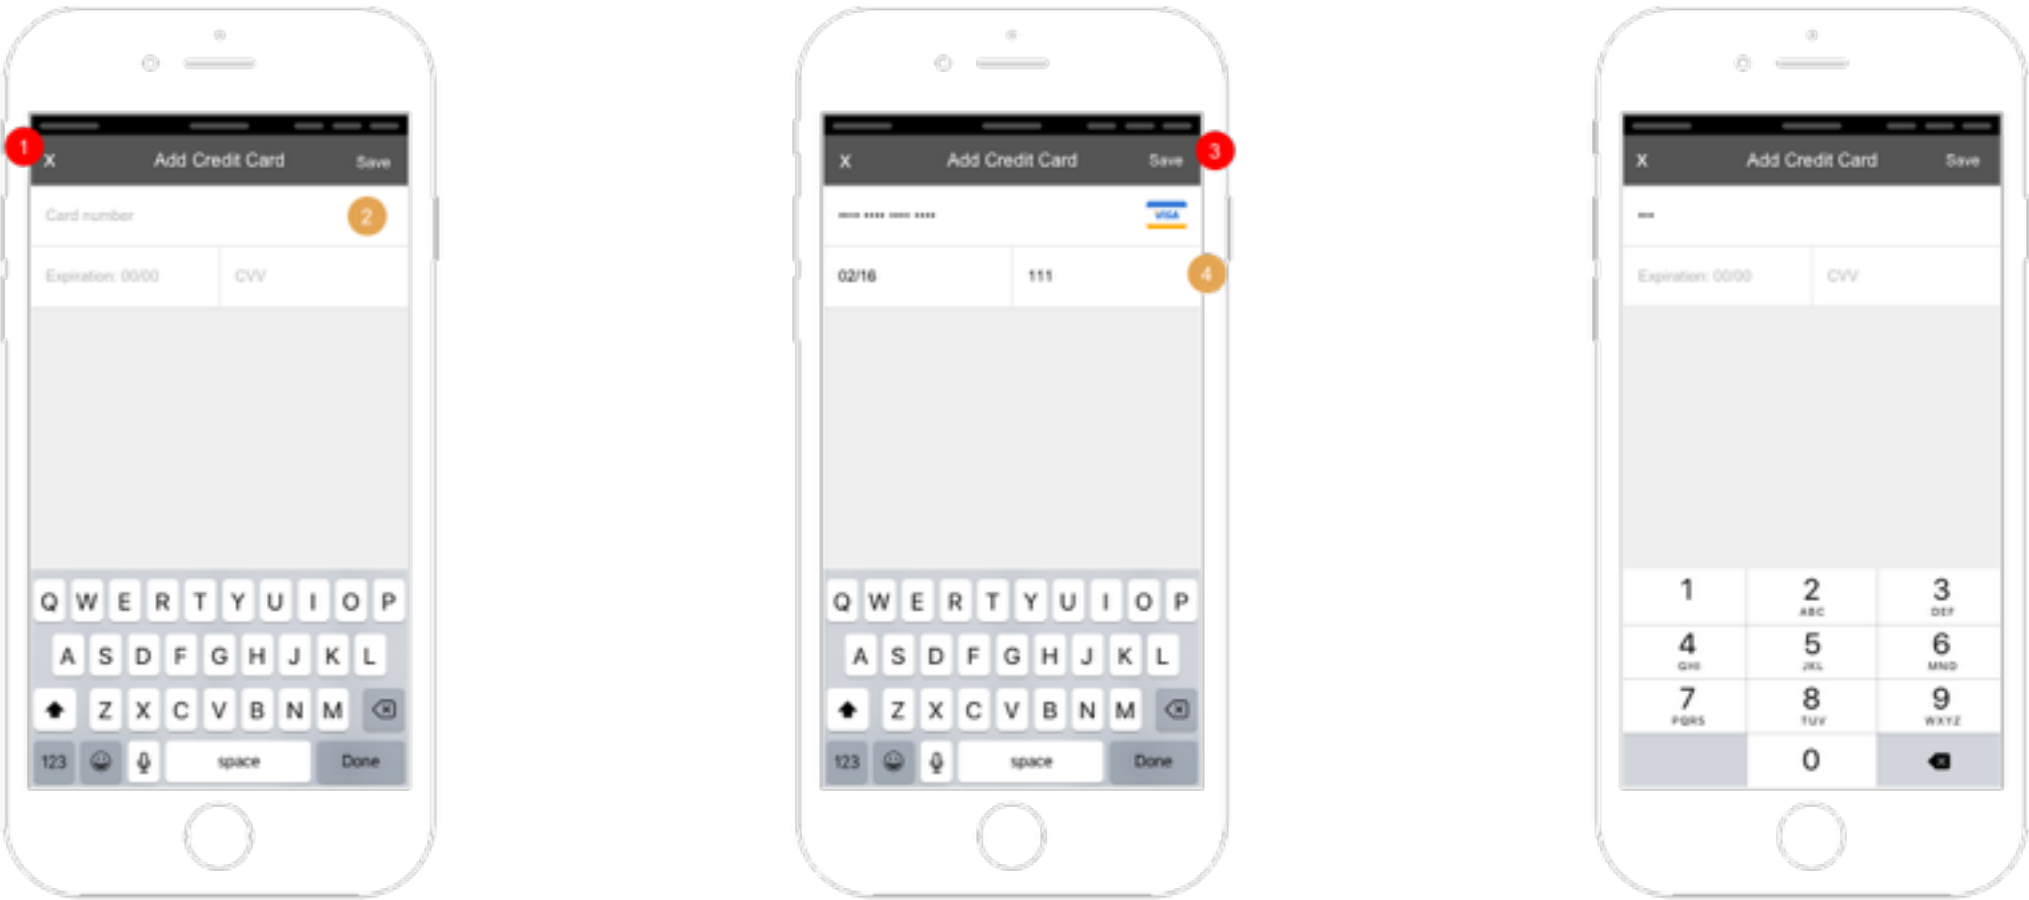 1
X Add Credit Card Save
Card number 2
Expiration: 00/00 CVV
Q W E R T Y U I O P
A S D F G H J K L
Z X C V B N M
123 space Done
X Add Credit Card Save 3
•••• •••• •••• •••• VISA
02/16 111 4
Q W E R T Y U I O P
A S D F G H J K L
Z X C V B N M
123 space Done
X Add Credit Card Save
•••
Expiration: 00/00 CVV
1 2 3
ABC DEF
4 5 6
GHI JKL MNO
7 8 9
PQRS TUV WXYZ
0